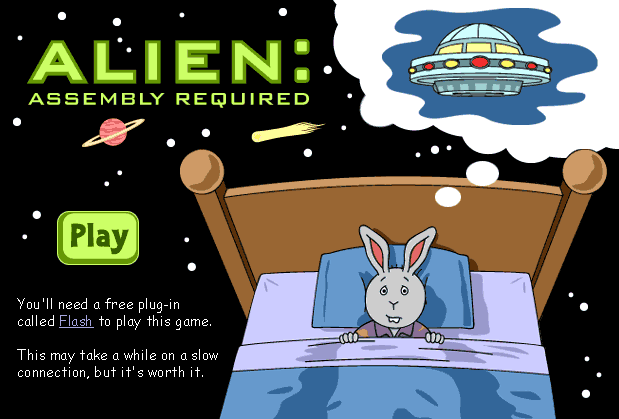 ALIEN:
ASSEMBLY REQUIRED
Play
You'll need a free plug-in
called Flash to play this game.
This may take a while on a slow
connection, but it's worth it.